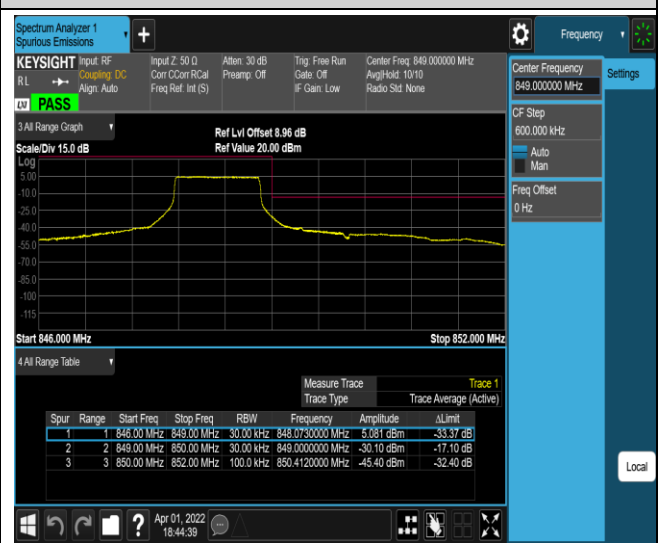 Spectrum Analyzer 1
Spurious Emissions
Frequency
KEYSIGHT Input: RF Input Z: 50 Ω Atten: 30 dB Trig: Free Run Center Freq: 849.000000 MHz
RL Coupling: DC Corr CCorr RCal Preamp: Off Gate: Off Avg|Hold: 10/10
Align: Auto Freq Ref: Int (S) IF Gain: Low Radio Std: None
LXI PASS
Center Frequency
849.000000 MHz
Settings
CF Step
600.000 kHz
Auto
Man
Freq Offset
0 Hz
3 All Range Graph
Ref Lvl Offset 8.96 dB
Scale/Div 15.0 dB Ref Value 20.00 dBm
Log
5.00
-10.0
-25.0
-40.0
-55.0
-70.0
-85.0
-100
-115
Start 846.000 MHz Stop 852.000 MHz
4 All Range Table
Measure Trace Trace 1
Trace Type Trace Average (Active)
Spur Range Start Freq Stop Freq RBW Frequency Amplitude ΔLimit
1 1 846.00 MHz 849.00 MHz 30.00 kHz 848.0730000 MHz 5.081 dBm -33.37 dB
2 2 849.00 MHz 850.00 MHz 30.00 kHz 849.0000000 MHz -30.10 dBm -17.10 dB
3 3 850.00 MHz 852.00 MHz 100.0 kHz 850.4120000 MHz -45.40 dBm -32.40 dB
Local
Apr 01, 2022
18:44:39